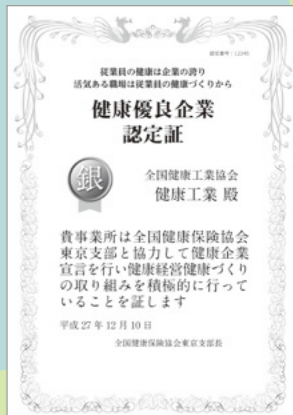 認定番号：12345
従業員の健康は企業の誇り
活気ある職場は従業員の健康づくりから
健康優良企業
認定証
銀
全国健康工業協会
健康工業 殿
貴事業所は全国健康保険協会
東京支部と協力して健康企業
宣言を行い健康経営健康づくり
の取り組みを積極的に行って
いることを証します
平成 27 年 12 月 10 日
全国健康保険協会東京支部長